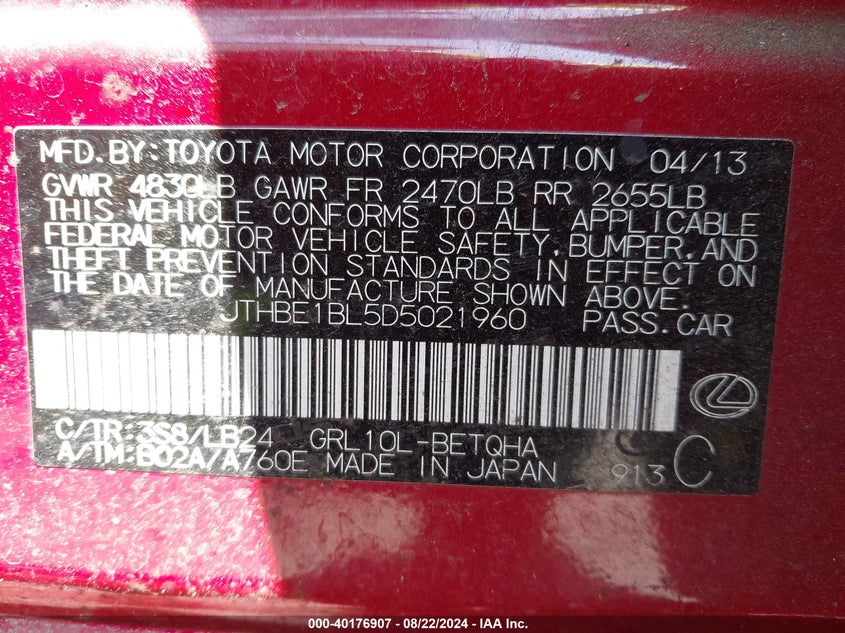 MFD.BY:TOYOTA MOTOR CORPORATION 04/13
GVWR 4830LB GAWR FR 2470LB RR 2655LB
THIS VEHICLE CONFORMS TO ALL APPLICABLE
FEDERAL MOTOR VEHICLE SAFETY,BUMPER,AND
THEFT PREVENTION STANDARDS IN EFFECT ON
THE DATE OF MANUFACTURE SHOWN ABOVE.
JTHBE1BL5D5021960 PASS.CAR
C/TR:3S8/LB24 GRL10L-BETQHA
A/TM:B02A/A760E MADE IN JAPAN 913 C
000-40176907 - 08/22/2024 - IAA Inc.